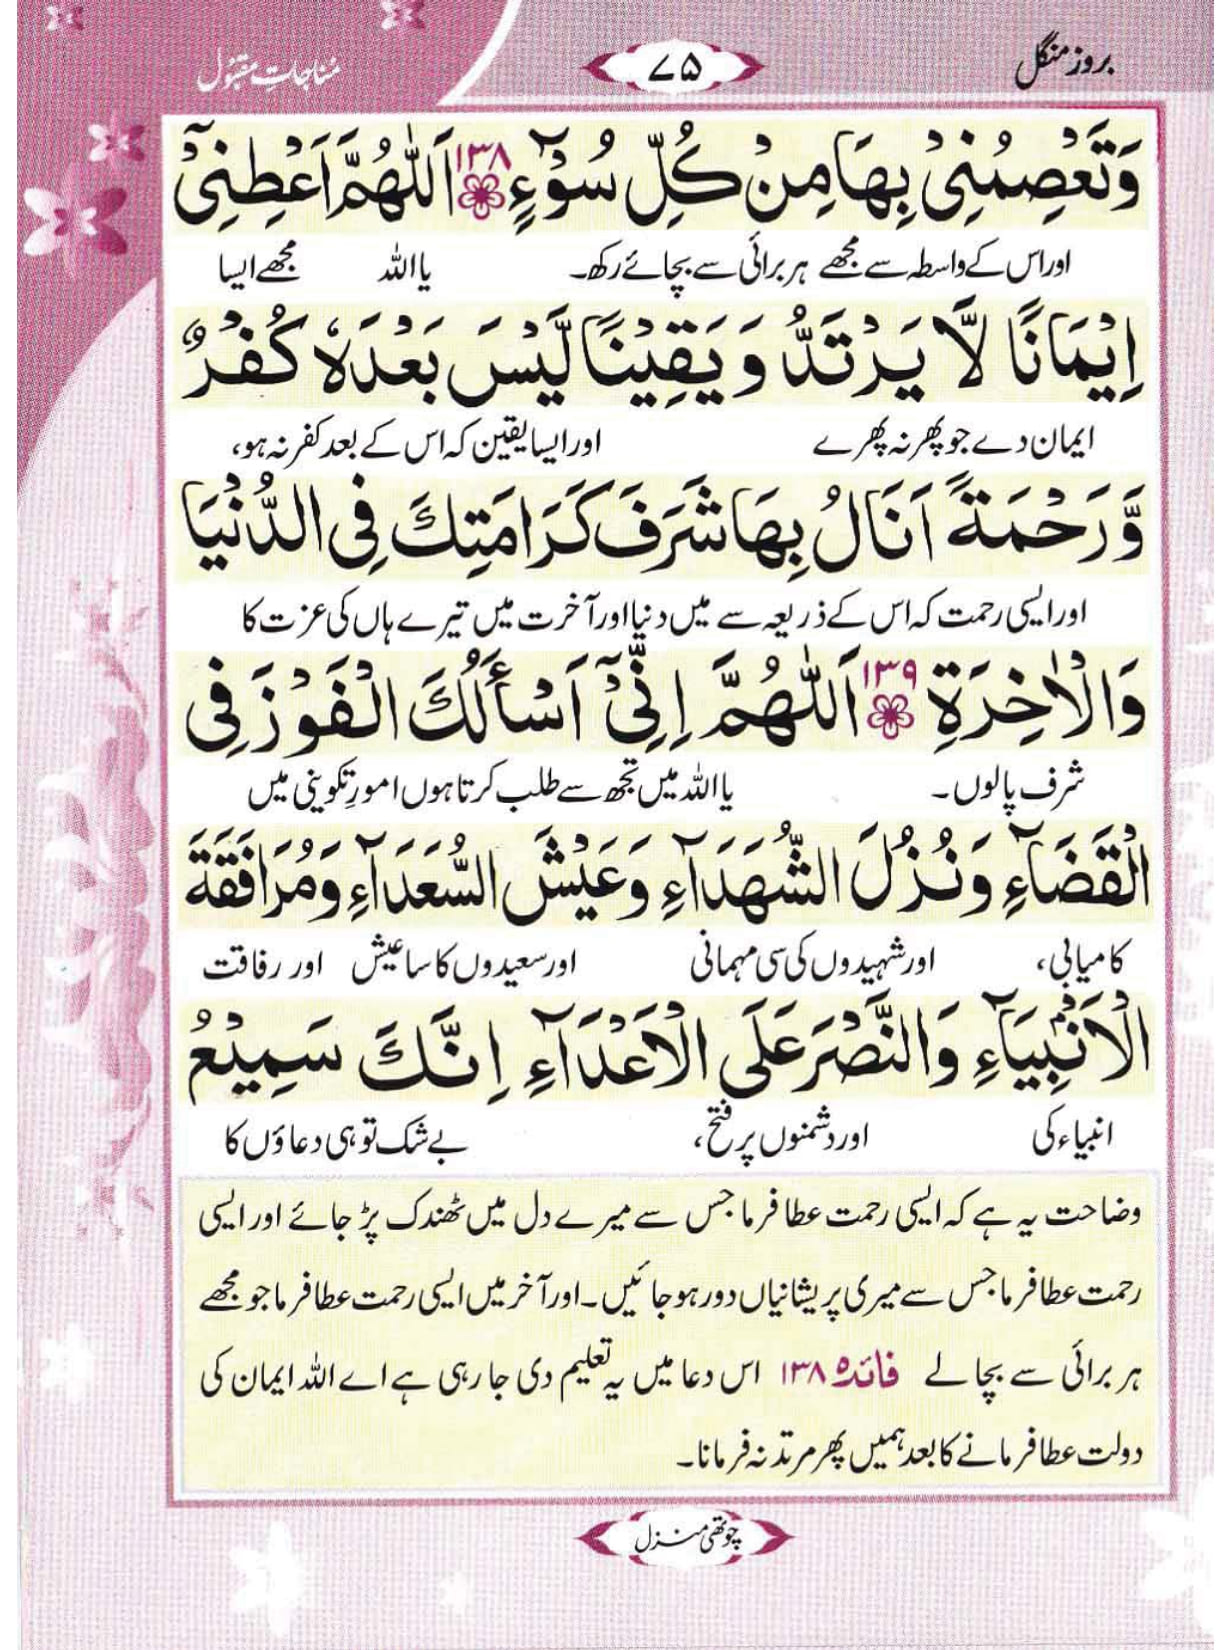 بروز منگل
۷۵
مناجاتِ مقبول
وَتَعْصِمُنِيْ بِهَا مِنْ كُلِّ سُوْٓءٍ ۱۳۸ اَللّٰهُمَّ اَعْطِنِيْٓ
اور اس کے واسطہ سے مجھے ہر برائی سے بچائے رکھ۔ یا اللہ مجھے ایسا
اِيْمَانًا لَّا يَرْتَدُّ وَيَقِيْنًا لَّيْسَ بَعْدَهٗ كُفْرٌ
ایمان دے جو پھر نہ پھرے اور ایسا یقین کہ اس کے بعد کفر نہ ہو،
وَّرَحْمَةً اَنَالُ بِهَا شَرَفَ كَرَامَتِكَ فِي الدُّنْيَا
اور ایسی رحمت کہ اس کے ذریعہ سے میں دنیا اور آخرت میں تیرے ہاں کی عزت کا
وَالْاٰخِرَةِ ۱۳۹ اَللّٰهُمَّ اِنِّيْٓ اَسْأَلُكَ الْفَوْزَ فِي
شرف پالوں۔ یا اللہ میں تجھ سے طلب کرتا ہوں امورِ تکوینی میں
الْقَضَآءِ وَنُزُلَ الشُّهَدَآءِ وَعَيْشَ السُّعَدَآءِ وَمُرَافَقَةَ
کامیابی، اور شہیدوں کی سی مہمانی اور سعیدوں کا سا عیش اور رفاقت
الْاَنْۢبِيَآءِ وَالنَّصْرَ عَلَى الْاَعْدَآءِ اِنَّكَ سَمِيْعُ
انبیاء کی اور دشمنوں پر فتح، بے شک تو ہی دعاؤں کا
وضاحت یہ ہے کہ ایسی رحمت عطا فرما جس سے میرے دل میں ٹھنڈک پڑ جائے اور ایسی
رحمت عطا فرما جس سے میری پریشانیاں دور ہو جائیں۔ اور آخر میں ایسی رحمت عطا فرما جو مجھے
ہر برائی سے بچا لے فائدہ ۱۳۸ اس دعا میں یہ تعلیم دی جا رہی ہے اے اللہ ایمان کی
دولت عطا فرمانے کا بعد ہمیں پھر مرتد نہ فرمانا۔
چوتھی منزل